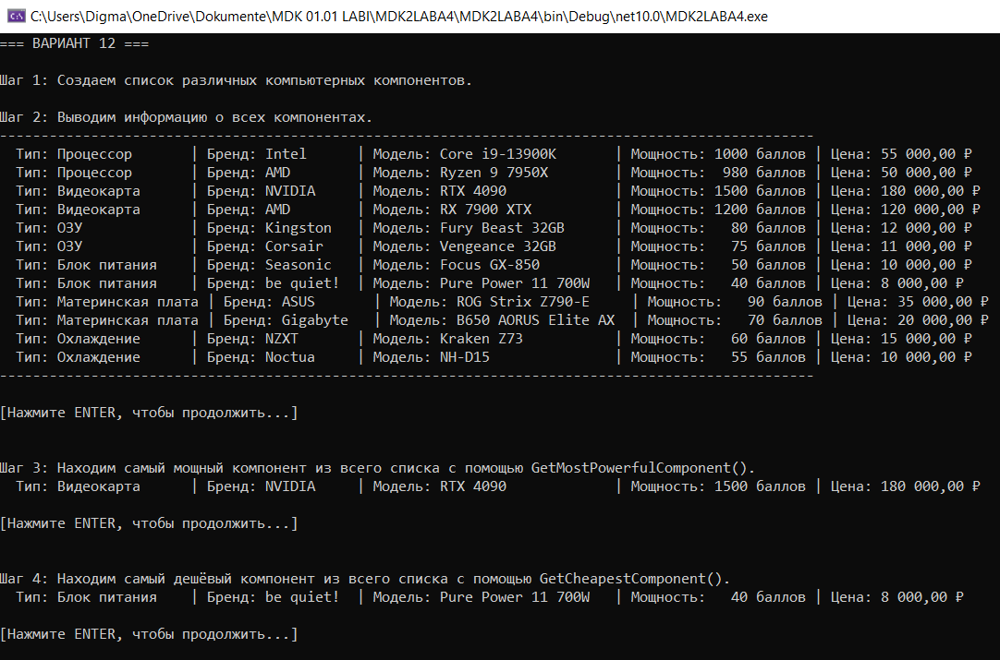 C:\Users\Digma\OneDrive\Dokumente\MDK 01.01 LABI\MDK2LABA4\MDK2LABA4\bin\Debug\net10.0\MDK2LABA4.exe
=== ВАРИАНТ 12 ===
Шаг 1: Создаем список различных компьютерных компонентов.
Шаг 2: Выводим информацию о всех компонентах.
--------------------------------------------------------------------------------------------------
Тип: Процессор       | Бренд: Intel      | Модель: Core i9-13900K       | Мощность: 1000 баллов | Цена: 55 000,00 ₽
Тип: Процессор       | Бренд: AMD        | Модель: Ryzen 9 7950X        | Мощность:  980 баллов | Цена: 50 000,00 ₽
Тип: Видеокарта      | Бренд: NVIDIA     | Модель: RTX 4090             | Мощность: 1500 баллов | Цена: 180 000,00 ₽
Тип: Видеокарта      | Бренд: AMD        | Модель: RX 7900 XTX          | Мощность: 1200 баллов | Цена: 120 000,00 ₽
Тип: ОЗУ             | Бренд: Kingston   | Модель: Fury Beast 32GB      | Мощность:   80 баллов | Цена: 12 000,00 ₽
Тип: ОЗУ             | Бренд: Corsair    | Модель: Vengeance 32GB       | Мощность:   75 баллов | Цена: 11 000,00 ₽
Тип: Блок питания    | Бренд: Seasonic   | Модель: Focus GX-850         | Мощность:   50 баллов | Цена: 10 000,00 ₽
Тип: Блок питания    | Бренд: be quiet!  | Модель: Pure Power 11 700W   | Мощность:   40 баллов | Цена: 8 000,00 ₽
Тип: Материнская плата | Бренд: ASUS       | Модель: ROG Strix Z790-E     | Мощность:   90 баллов | Цена: 35 000,00 ₽
Тип: Материнская плата | Бренд: Gigabyte   | Модель: B650 AORUS Elite AX  | Мощность:   70 баллов | Цена: 20 000,00 ₽
Тип: Охлаждение      | Бренд: NZXT       | Модель: Kraken Z73           | Мощность:   60 баллов | Цена: 15 000,00 ₽
Тип: Охлаждение      | Бренд: Noctua     | Модель: NH-D15               | Мощность:   55 баллов | Цена: 10 000,00 ₽
--------------------------------------------------------------------------------------------------
[Нажмите ENTER, чтобы продолжить...]
Шаг 3: Находим самый мощный компонент из всего списка с помощью GetMostPowerfulComponent().
Тип: Видеокарта      | Бренд: NVIDIA     | Модель: RTX 4090             | Мощность: 1500 баллов | Цена: 180 000,00 ₽
[Нажмите ENTER, чтобы продолжить...]
Шаг 4: Находим самый дешёвый компонент из всего списка с помощью GetCheapestComponent().
Тип: Блок питания    | Бренд: be quiet!  | Модель: Pure Power 11 700W   | Мощность:   40 баллов | Цена: 8 000,00 ₽
[Нажмите ENTER, чтобы продолжить...]